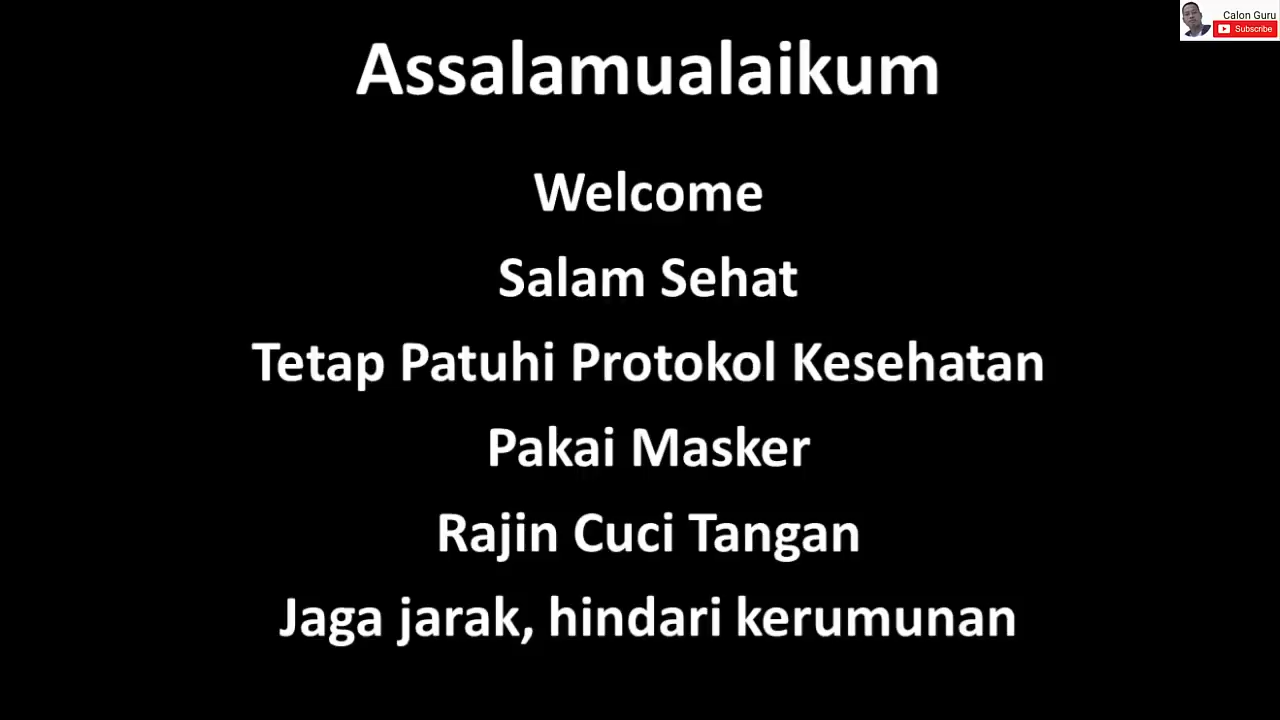 Calon Guru
Subscribe
Assalamualaikum
Welcome
Salam Sehat
Tetap Patuhi Protokol Kesehatan
Pakai Masker
Rajin Cuci Tangan
Jaga jarak, hindari kerumunan